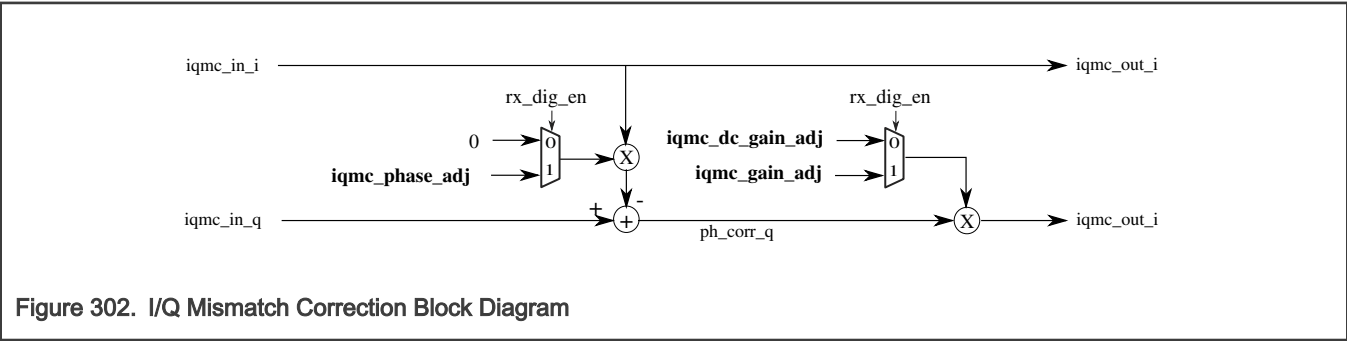 iqmc_in_i
iqmc_out_i
rx_dig_en
rx_dig_en
0
0
iqmc_dc_gain_adj
0
X
iqmc_phase_adj
1
iqmc_gain_adj
1
+
-
iqmc_in_q
+
ph_corr_q
X
iqmc_out_i
Figure 302. I/Q Mismatch Correction Block Diagram